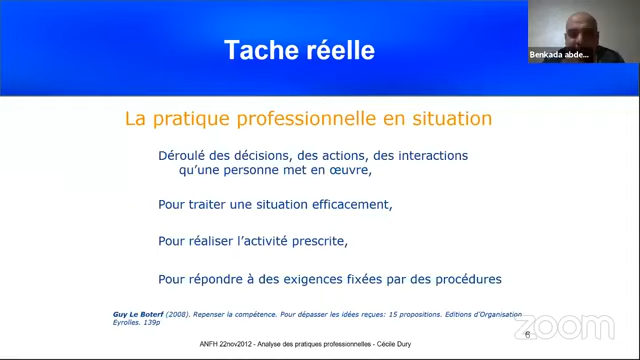 Tache réelle
Benkada abde...
La pratique professionnelle en situation
Déroulé des décisions, des actions, des interactions
qu'une personne met en œuvre,
Pour traiter une situation efficacement,
Pour réaliser l'activité prescrite,
Pour répondre à des exigences fixées par des procédures
Guy Le Boterf (2008). Repenser la compétence. Pour dépasser les idées reçues: 15 propositions. Editions d'Organisation
Eyrolles. 139p
zoom
6
ANFH 22nov2012 - Analyse des pratiques professionnelles - Cécile Dury